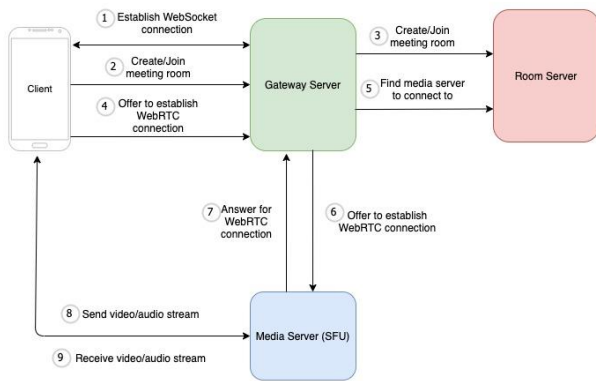 1 Establish WebSocket
connection
2 Create/Join
meeting room
4 Offer to establish
WebRTC
connection
Client
Gateway Server
3 Create/Join
meeting room
5 Find media server
to connect to
Room Server
7 Answer for
WebRTC
connection
6 Offer to establish
WebRTC connection
8 Send video/audio stream
9 Receive video/audio stream
Media Server (SFU)